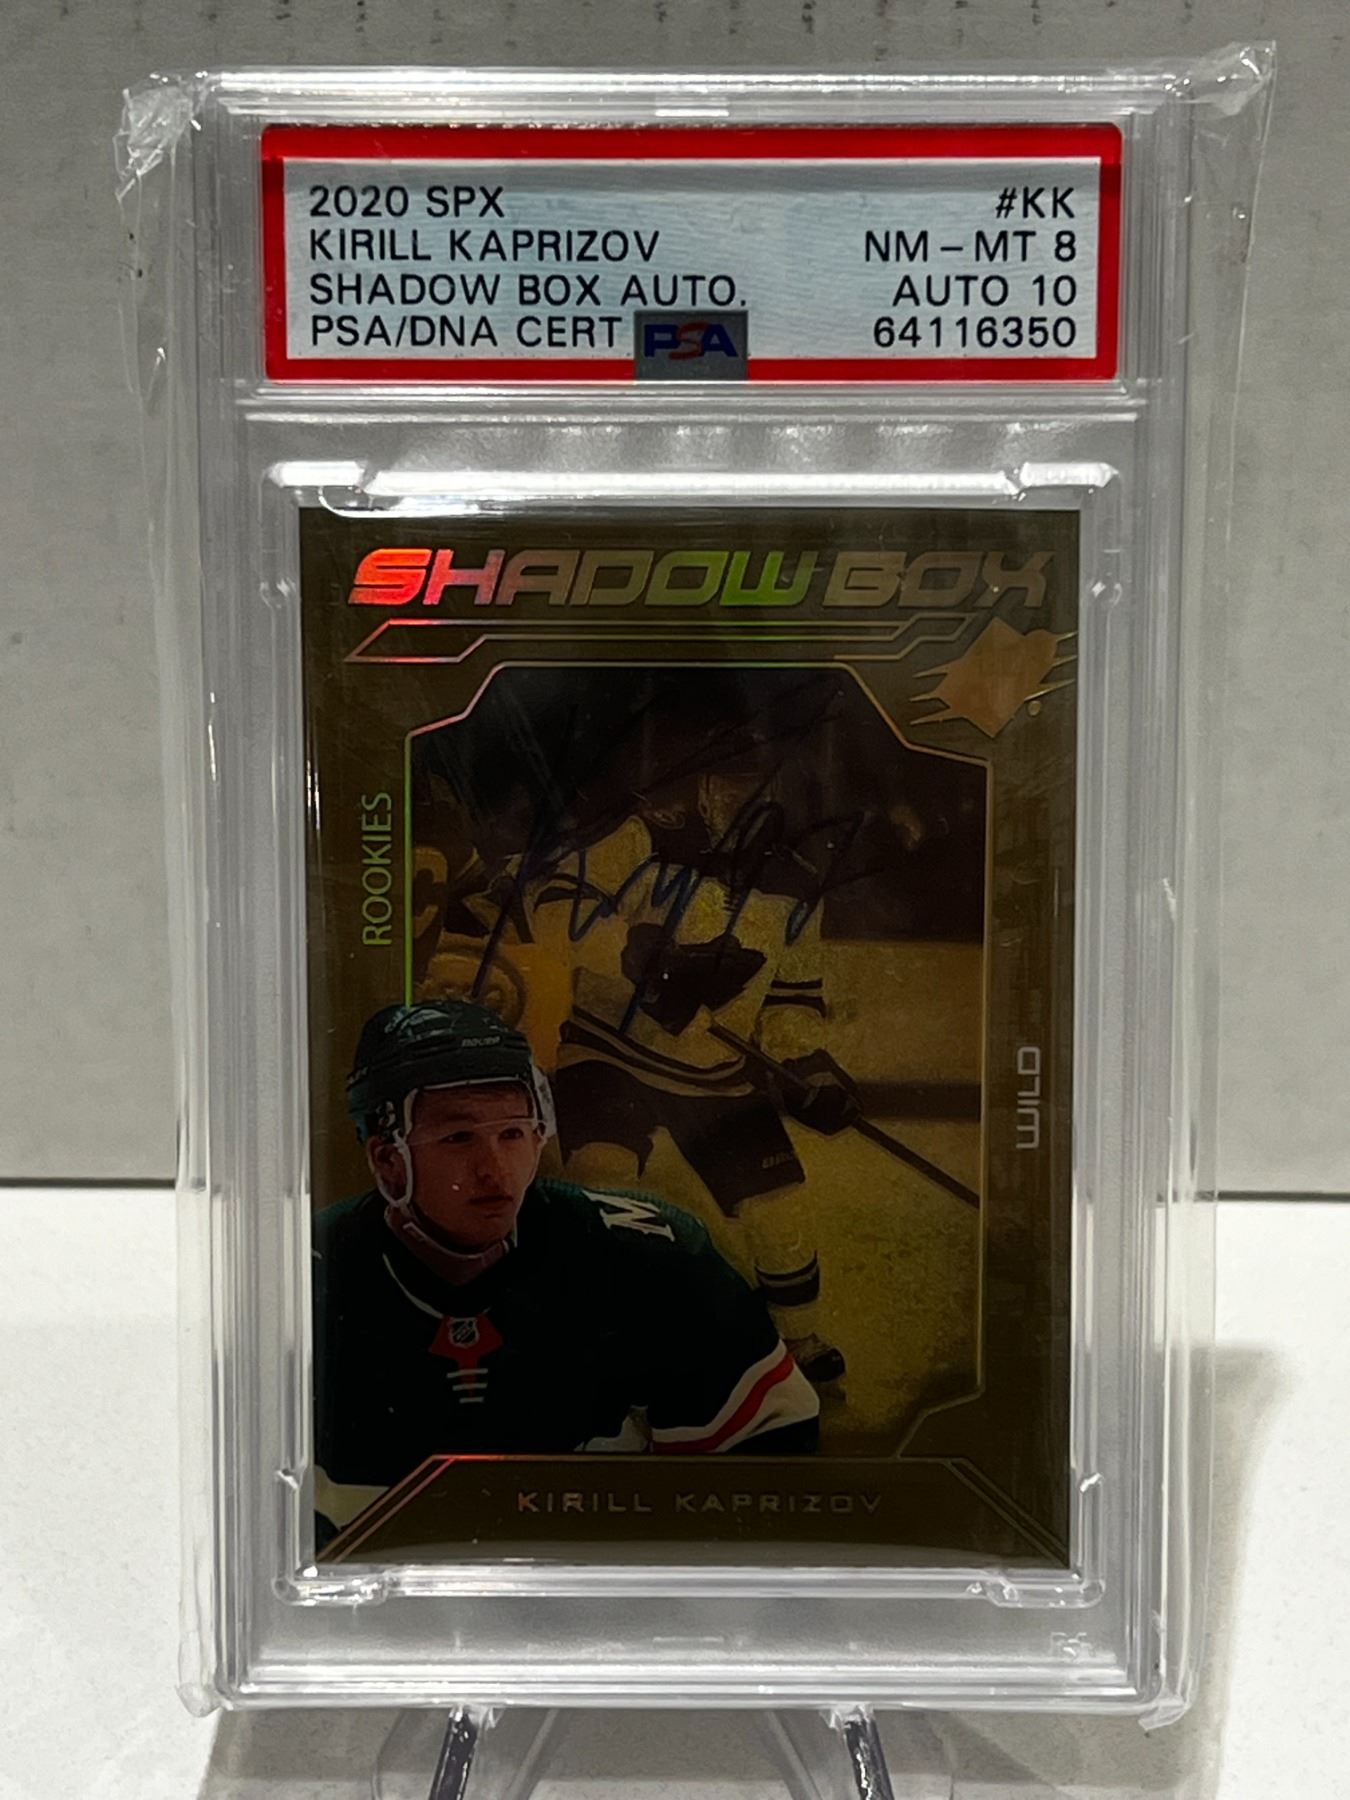 2020 SPX #KK
KIRILL KAPRIZOV NM-MT 8
SHADOW BOX AUTO. AUTO 10
PSA/DNA CERT PSA 64116350
SHADOW BOX
ROOKIES
BAUER
WILD
KIRILL KAPRIZOV